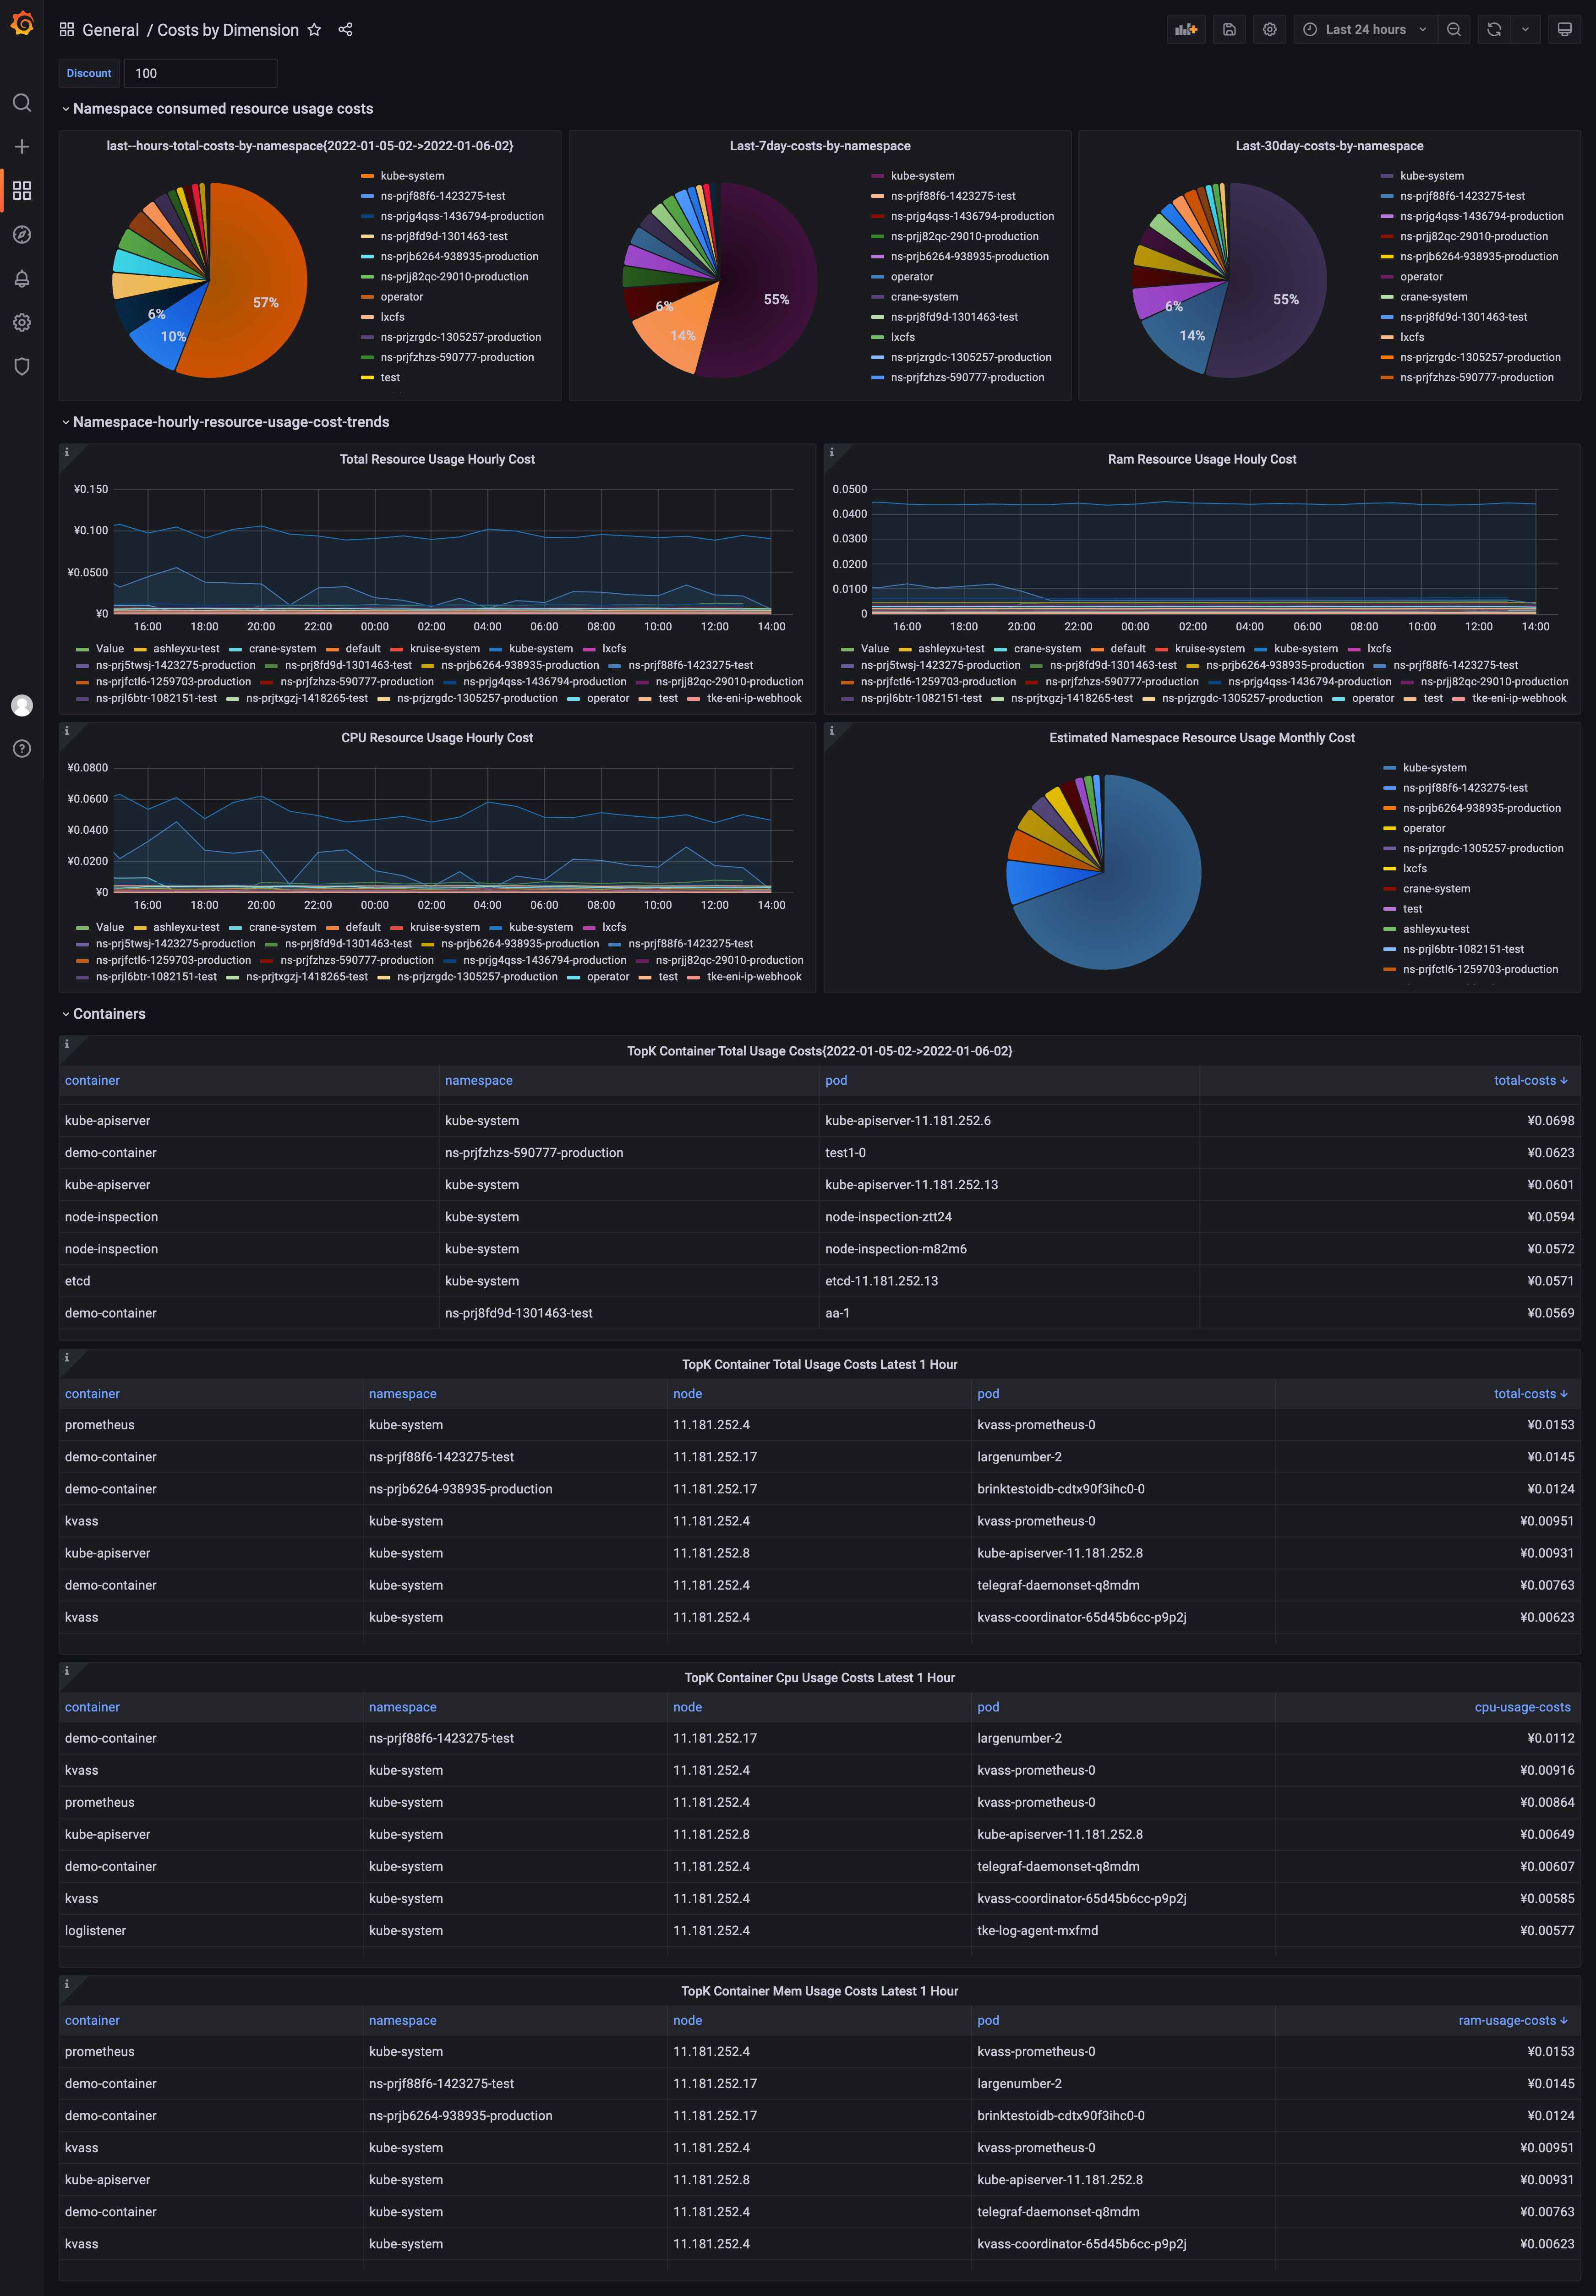 General / Costs by Dimension
Last 24 hours
Discount 100
Namespace consumed resource usage costs
last--hours-total-costs-by-namespace{2022-01-05-02->2022-01-06-02}
57%
10%
6%
kube-system
ns-prjf88f6-1423275-test
ns-prjg4qss-1436794-production
ns-prj8fd9d-1301463-test
ns-prjb6264-938935-production
ns-prjj82qc-29010-production
operator
lxcfs
ns-prjzrgdc-1305257-production
ns-prjfzhzs-590777-production
test
Last-7day-costs-by-namespace
55%
14%
6%
kube-system
ns-prjf88f6-1423275-test
ns-prjg4qss-1436794-production
ns-prjj82qc-29010-production
ns-prjb6264-938935-production
operator
crane-system
ns-prj8fd9d-1301463-test
lxcfs
ns-prjzrgdc-1305257-production
ns-prjfzhzs-590777-production
Last-30day-costs-by-namespace
55%
14%
6%
kube-system
ns-prjf88f6-1423275-test
ns-prjg4qss-1436794-production
ns-prjj82qc-29010-production
ns-prjb6264-938935-production
operator
crane-system
ns-prj8fd9d-1301463-test
lxcfs
ns-prjzrgdc-1305257-production
ns-prjfzhzs-590777-production
Namespace-hourly-resource-usage-cost-trends
Total Resource Usage Hourly Cost
¥0.150
¥0.100
¥0.0500
¥0
16:00 18:00 20:00 22:00 00:00 02:00 04:00 06:00 08:00 10:00 12:00 14:00
Value ashleyxu-test crane-system default kruise-system kube-system lxcfs
ns-prj5twsj-1423275-production ns-prj8fd9d-1301463-test ns-prjb6264-938935-production ns-prjf88f6-1423275-test
ns-prjfctl6-1259703-production ns-prjfzhzs-590777-production ns-prjg4qss-1436794-production ns-prjj82qc-29010-production
ns-prjl6btr-1082151-test ns-prjtxgzj-1418265-test ns-prjzrgdc-1305257-production operator test tke-eni-ip-webhook
Ram Resource Usage Houly Cost
0.0500
0.0400
0.0300
0.0200
0.0100
0
16:00 18:00 20:00 22:00 00:00 02:00 04:00 06:00 08:00 10:00 12:00 14:00
Value ashleyxu-test crane-system default kruise-system kube-system lxcfs
ns-prj5twsj-1423275-production ns-prj8fd9d-1301463-test ns-prjb6264-938935-production ns-prjf88f6-1423275-test
ns-prjfctl6-1259703-production ns-prjfzhzs-590777-production ns-prjg4qss-1436794-production ns-prjj82qc-29010-production
ns-prjl6btr-1082151-test ns-prjtxgzj-1418265-test ns-prjzrgdc-1305257-production operator test tke-eni-ip-webhook
CPU Resource Usage Hourly Cost
¥0.0800
¥0.0600
¥0.0400
¥0.0200
¥0
16:00 18:00 20:00 22:00 00:00 02:00 04:00 06:00 08:00 10:00 12:00 14:00
Value ashleyxu-test crane-system default kruise-system kube-system lxcfs
ns-prj5twsj-1423275-production ns-prj8fd9d-1301463-test ns-prjb6264-938935-production ns-prjf88f6-1423275-test
ns-prjfctl6-1259703-production ns-prjfzhzs-590777-production ns-prjg4qss-1436794-production ns-prjj82qc-29010-production
ns-prjl6btr-1082151-test ns-prjtxgzj-1418265-test ns-prjzrgdc-1305257-production operator test tke-eni-ip-webhook
Estimated Namespace Resource Usage Monthly Cost
kube-system
ns-prjf88f6-1423275-test
ns-prjb6264-938935-production
operator
ns-prjzrgdc-1305257-production
lxcfs
crane-system
test
ashleyxu-test
ns-prjl6btr-1082151-test
ns-prjfctl6-1259703-production
Containers
TopK Container Total Usage Costs{2022-01-05-02->2022-01-06-02}
container namespace pod total-costs
kube-apiserver kube-system kube-apiserver-11.181.252.6 ¥0.0698
demo-container ns-prjfzhzs-590777-production test1-0 ¥0.0623
kube-apiserver kube-system kube-apiserver-11.181.252.13 ¥0.0601
node-inspection kube-system node-inspection-ztt24 ¥0.0594
node-inspection kube-system node-inspection-m82m6 ¥0.0572
etcd kube-system etcd-11.181.252.13 ¥0.0571
demo-container ns-prj8fd9d-1301463-test aa-1 ¥0.0569
TopK Container Total Usage Costs Latest 1 Hour
container namespace node pod total-costs
prometheus kube-system 11.181.252.4 kvass-prometheus-0 ¥0.0153
demo-container ns-prjf88f6-1423275-test 11.181.252.17 largenumber-2 ¥0.0145
demo-container ns-prjb6264-938935-production 11.181.252.17 brinktestoidb-cdtx90f3ihc0-0 ¥0.0124
kvass kube-system 11.181.252.4 kvass-prometheus-0 ¥0.00951
kube-apiserver kube-system 11.181.252.8 kube-apiserver-11.181.252.8 ¥0.00931
demo-container kube-system 11.181.252.4 telegraf-daemonset-q8mdm ¥0.00763
kvass kube-system 11.181.252.4 kvass-coordinator-65d45b6cc-p9p2j ¥0.00623
TopK Container Cpu Usage Costs Latest 1 Hour
container namespace node pod cpu-usage-costs
demo-container ns-prjf88f6-1423275-test 11.181.252.17 largenumber-2 ¥0.0112
kvass kube-system 11.181.252.4 kvass-prometheus-0 ¥0.00916
prometheus kube-system 11.181.252.4 kvass-prometheus-0 ¥0.00864
kube-apiserver kube-system 11.181.252.8 kube-apiserver-11.181.252.8 ¥0.00649
demo-container kube-system 11.181.252.4 telegraf-daemonset-q8mdm ¥0.00607
kvass kube-system 11.181.252.4 kvass-coordinator-65d45b6cc-p9p2j ¥0.00585
loglistener kube-system 11.181.252.4 tke-log-agent-mxfmd ¥0.00577
TopK Container Mem Usage Costs Latest 1 Hour
container namespace node pod ram-usage-costs
prometheus kube-system 11.181.252.4 kvass-prometheus-0 ¥0.0153
demo-container ns-prjf88f6-1423275-test 11.181.252.17 largenumber-2 ¥0.0145
demo-container ns-prjb6264-938935-production 11.181.252.17 brinktestoidb-cdtx90f3ihc0-0 ¥0.0124
kvass kube-system 11.181.252.4 kvass-prometheus-0 ¥0.00951
kube-apiserver kube-system 11.181.252.8 kube-apiserver-11.181.252.8 ¥0.00931
demo-container kube-system 11.181.252.4 telegraf-daemonset-q8mdm ¥0.00763
kvass kube-system 11.181.252.4 kvass-coordinator-65d45b6cc-p9p2j ¥0.00623